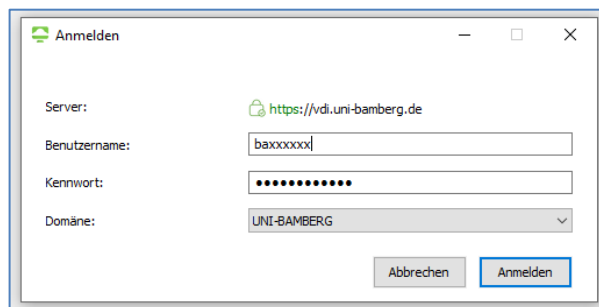 Anmelden
Server: https://vdi.uni-bamberg.de
Benutzername: baxxxxxx
Kennwort: ●●●●●●●●●●●●
Domäne: UNI-BAMBERG
Abbrechen Anmelden